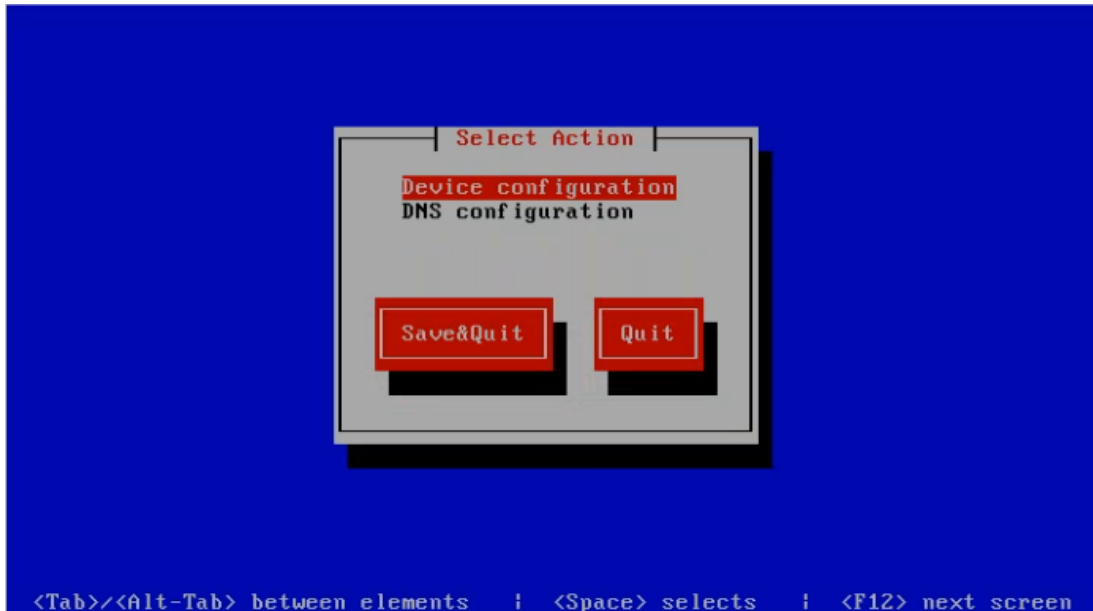 Select Action
Device configuration
DNS configuration
Save&Quit Quit
<Tab>/<Alt-Tab> between elements | <Space> selects | <F12> next screen